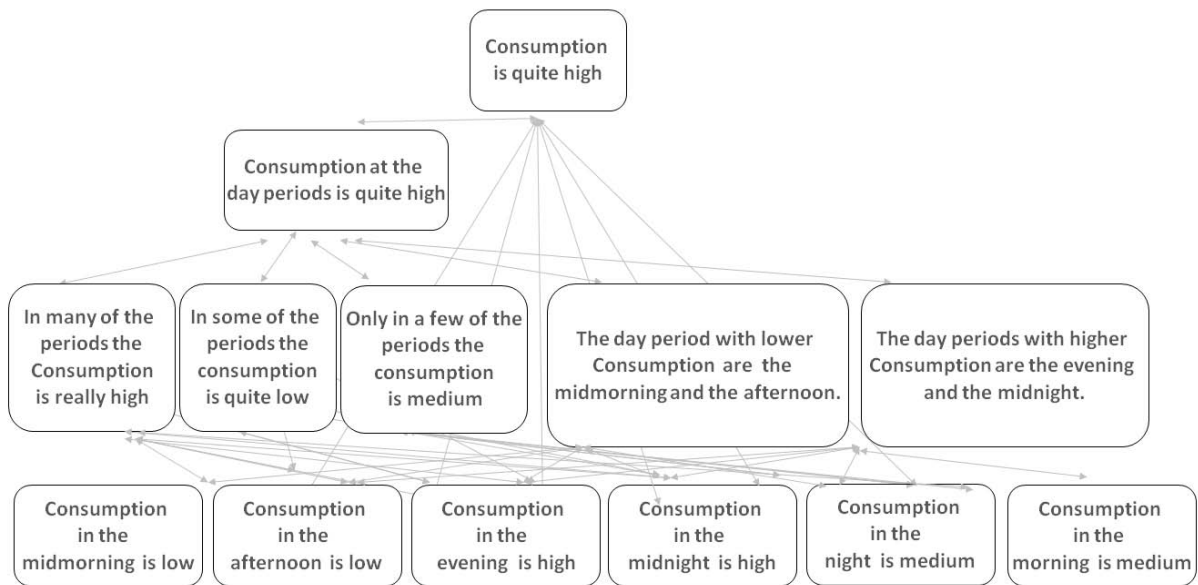 Consumption
is quite high
Consumption at the
day periods is quite high
In many of the
periods the
Consumption
is really high
In some of the
periods the
consumption
is quite low
Only in a few of the
periods the
consumption
is medium
The day period with lower
Consumption are the
midmorning and the afternoon.
The day periods with higher
Consumption are the evening
and the midnight.
Consumption
in the
midmorning is low
Consumption
in the
afternoon is low
Consumption
in the
evening is high
Consumption
in the
midnight is high
Consumption
in the
night is medium
Consumption
in the
morning is medium